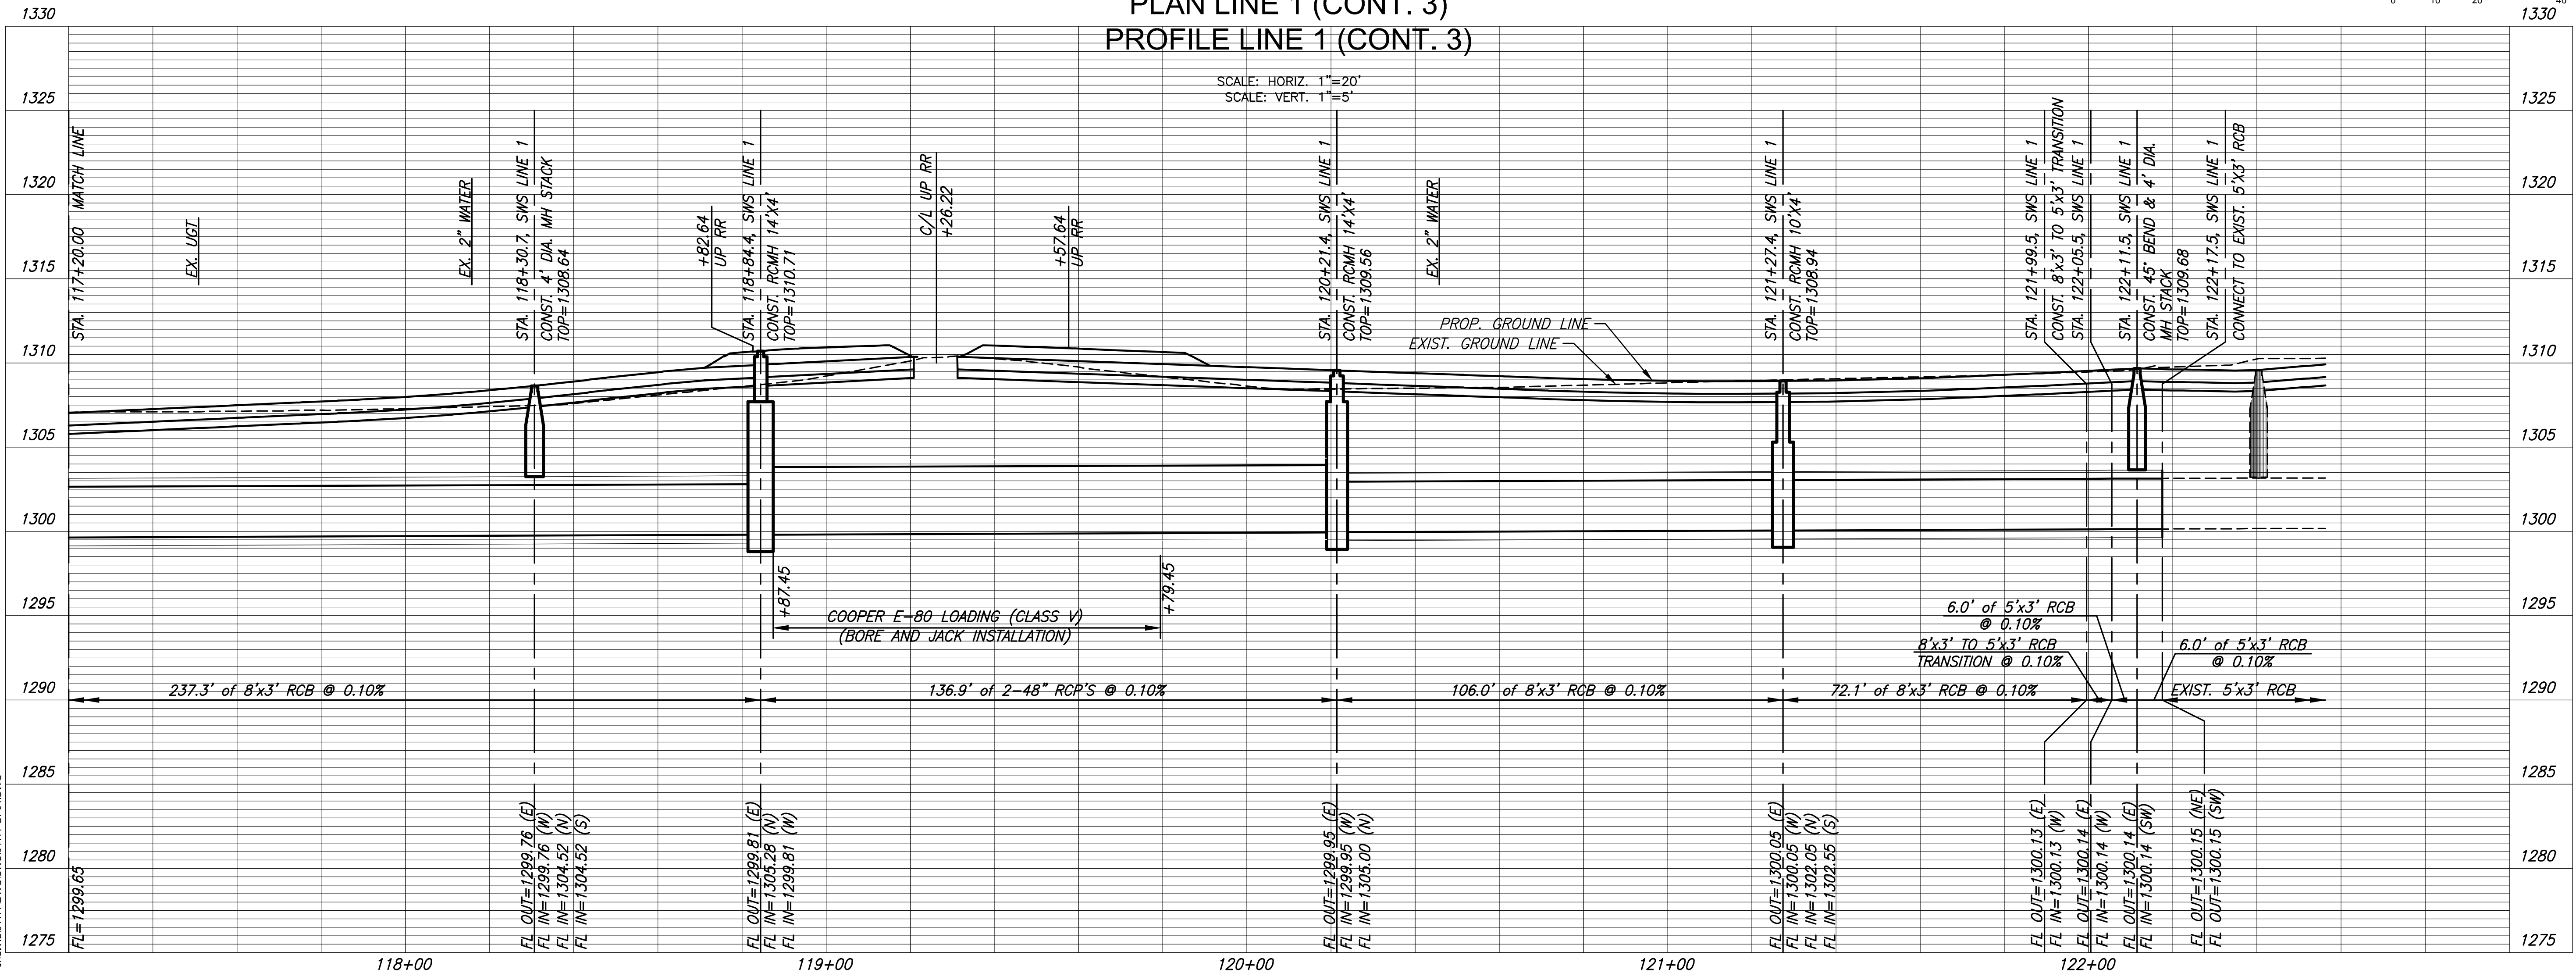 PLAN LINE 1 (CONT. 3)
PROFILE LINE 1 (CONT. 3)
SCALE: HORIZ. 1"=20'
SCALE: VERT. 1"=5'
0 10 20 40
1330
1325
1320
1315
1310
1305
1300
1295
1290
1285
1280
1275
1330
1325
1320
1315
1310
1305
1300
1295
1290
1285
1280
1275
STA. 117+20.00 MATCH LINE
EX. UGT
EX. 2" WATER
STA. 118+30.7, SWS LINE 1
CONST. 4' DIA. MH STACK
TOP=1308.64
+82.64
UP RR
STA. 118+84.4, SWS LINE 1
CONST. RCMH 14'X4'
TOP=1310.71
C/L UP RR
+26.22
+57.64
UP RR
STA. 120+21.4, SWS LINE 1
CONST. RCMH 14'X4'
TOP=1309.56
EX. 2" WATER
PROP. GROUND LINE
EXIST. GROUND LINE
STA. 121+27.4, SWS LINE 1
CONST. RCMH 10'X4'
TOP=1308.94
STA. 121+99.5, SWS LINE 1
CONST. 8'x3' TO 5'x3' TRANSITION
STA. 122+05.5, SWS LINE 1
STA. 122+11.5, SWS LINE 1
CONST. 45° BEND & 4' DIA.
MH STACK
TOP=1309.68
STA. 122+17.5, SWS LINE 1
CONNECT TO EXIST. 5'X3' RCB
+87.45
+79.45
COOPER E-80 LOADING (CLASS V)
(BORE AND JACK INSTALLATION)
6.0' of 5'x3' RCB
@ 0.10%
8'x3' TO 5'x3' RCB
TRANSITION @ 0.10%
6.0' of 5'x3' RCB
@ 0.10%
237.3' of 8'x3' RCB @ 0.10%
136.9' of 2-48" RCP'S @ 0.10%
106.0' of 8'x3' RCB @ 0.10%
72.1' of 8'x3' RCB @ 0.10%
EXIST. 5'x3' RCB
FL=1299.65
FL OUT=1299.76 (E)
FL IN=1299.76 (W)
FL IN=1304.52 (N)
FL IN=1304.52 (S)
FL OUT=1299.81 (E)
FL IN=1305.28 (N)
FL IN=1299.81 (W)
FL OUT=1299.95 (E)
FL IN=1299.95 (W)
FL IN=1305.00 (N)
FL OUT=1300.05 (E)
FL IN=1300.05 (W)
FL IN=1302.05 (N)
FL IN=1302.55 (S)
FL OUT=1300.13 (E)
FL IN=1300.13 (W)
FL OUT=1300.14 (E)
FL IN=1300.14 (W)
FL OUT=1300.14 (E)
FL IN=1300.14 (SW)
FL OUT=1300.15 (NE)
FL OUT=1300.15 (SW)
118+00
119+00
120+00
121+00
122+00